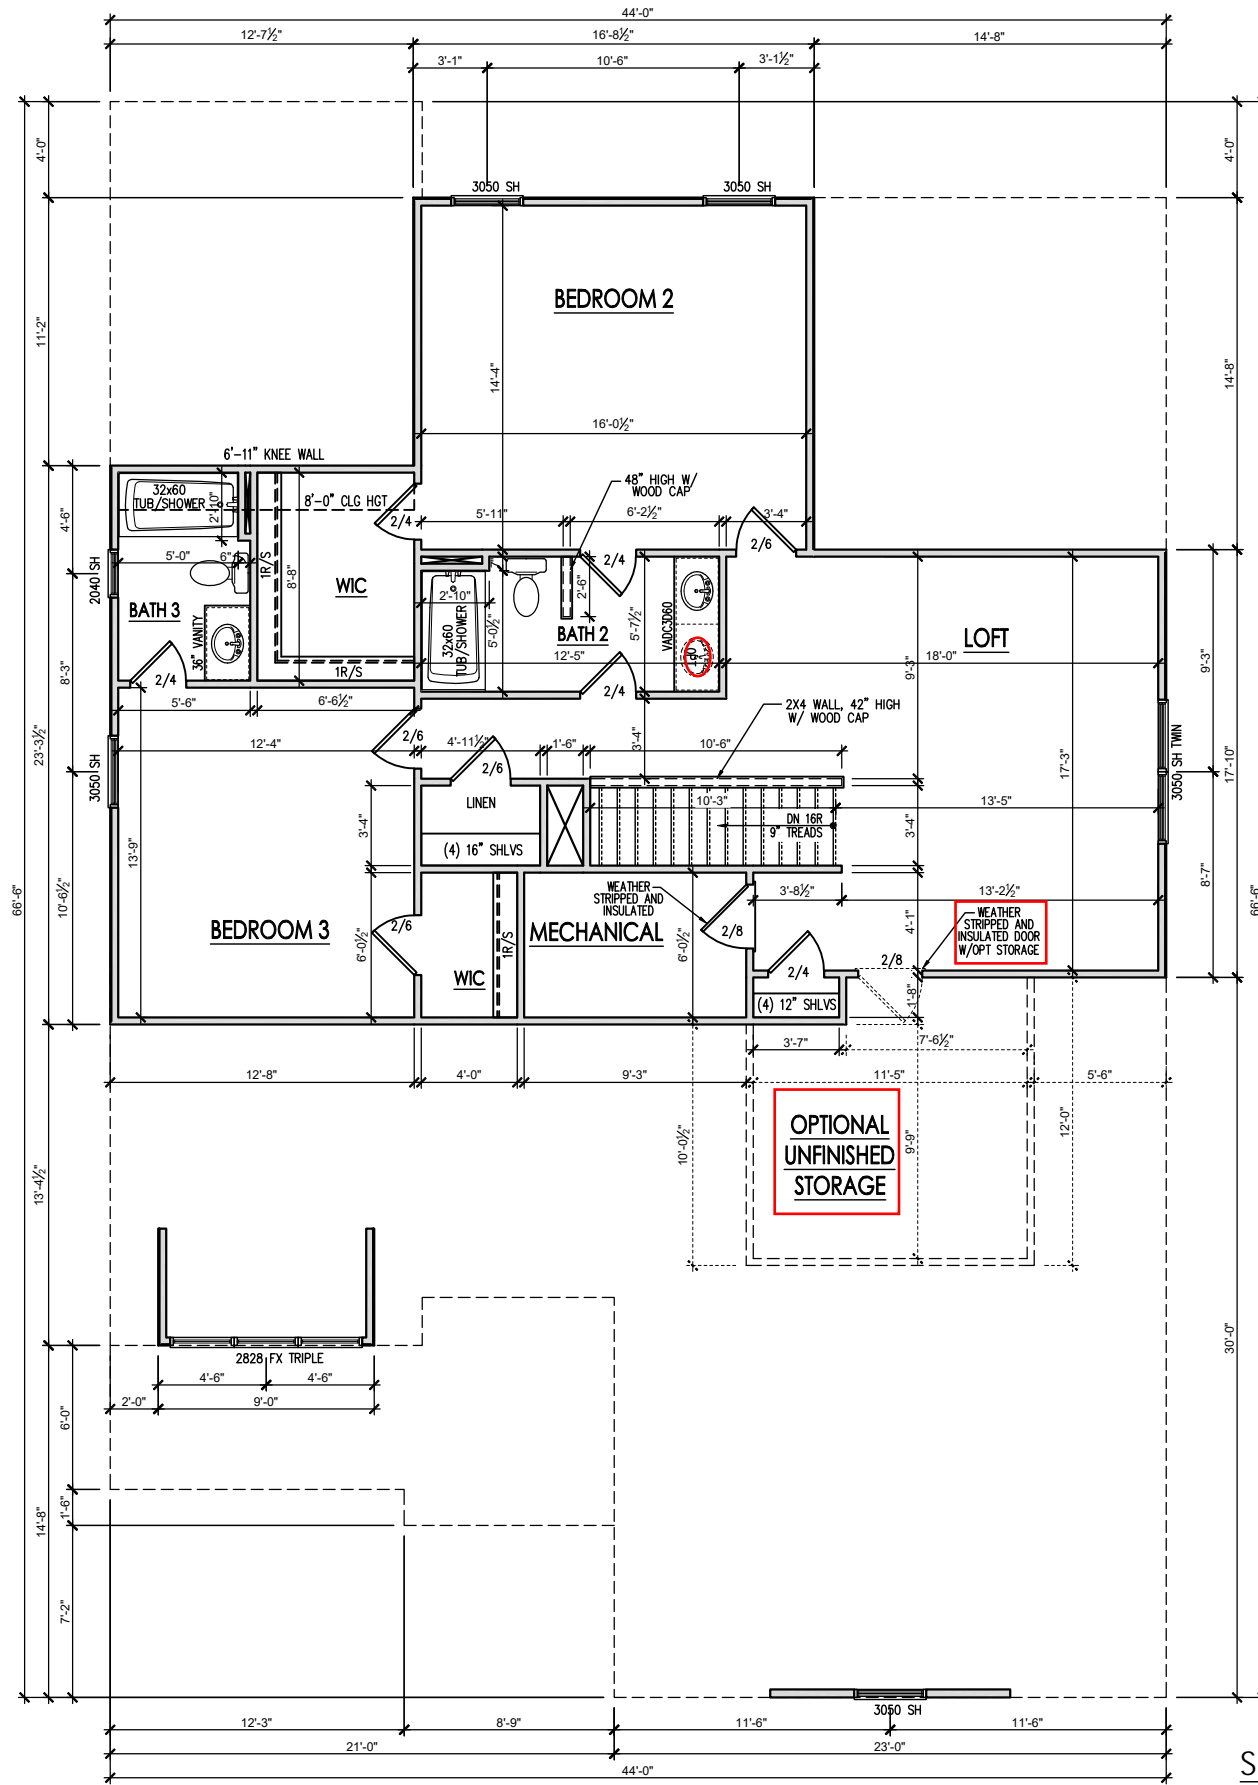 44'-0"
12'-7½"
16'-8½"
14'-8"
3'-1"
10'-6"
3'-1½"
4'-0"
4'-0"
3050 SH
3050 SH
BEDROOM 2
11'-2"
14'-4"
14'-8"
16'-0½"
6'-11" KNEE WALL
32x60
TUB/SHOWER
2'-10"
8'-0" CLG HGT
2/4
48" HIGH W/
WOOD CAP
5'-11"
6'-2½"
3'-4"
2/6
4'-6"
2040 SH
5'-0"
6"
1R/S
8'-8"
WIC
2/4
2'-10"
2'-6"
5'-7½"
VADC3D60
BATH 3
36" VANITY
32x60
TUB/SHOWER
5'-0½"
BATH 2
LOFT
12'-5"
18'-0"
9'-3"
9'-3"
2/4
1R/S
2/4
8'-3"
5'-6"
6'-6½"
2X4 WALL, 42" HIGH
W/ WOOD CAP
23'-3½"
12'-4"
2/6
4'-11½"
1'-6"
3'-4"
10'-6"
3050 SH
2/6
17'-3"
3050 SH TWIN
17'-10"
LINEN
10'-3"
13'-5"
DN 16R
9" TREADS
3'-4"
3'-4"
13'-9"
(4) 16" SHLVS
66'-6"
10'-6½"
WEATHER
STRIPPED AND
INSULATED
3'-8½"
13'-2½"
8'-7"
66'-0"
BEDROOM 3
2/6
6'-0½"
1R/S
MECHANICAL
2/8
6'-0½"
4'-1"
WEATHER
STRIPPED AND
INSULATED DOOR
W/OPT STORAGE
2/8
WIC
2/4
(4) 12" SHLVS
1'-8"
3'-7"
7'-6½"
12'-8"
4'-0"
9'-3"
11'-5"
5'-6"
OPTIONAL
UNFINISHED
STORAGE
10'-0½"
9'-9"
12'-0"
13'-4½"
2828 FX TRIPLE
4'-6"
4'-6"
2'-0"
9'-0"
30'-0"
6'-0"
1'-6"
14'-8"
7'-2"
3050 SH
12'-3"
8'-9"
11'-6"
11'-6"
21'-0"
23'-0"
44'-0"
S